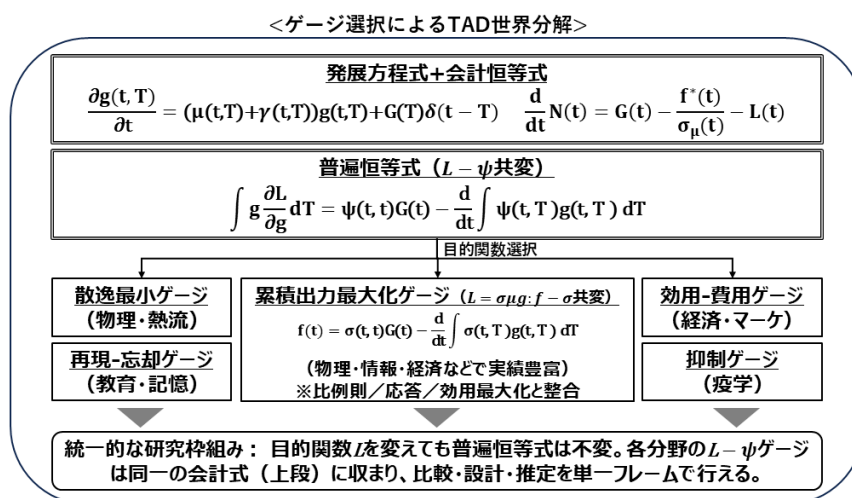 <ゲージ選択によるTAD世界分解>
発展方程式+会計恒等式
∂g(t, T)/∂t = (μ(t,T)+γ(t,T))g(t,T)+G(T)δ(t − T)　d/dt N(t) = G(t) − f*(t)/σμ(t) − L(t)
普遍恒等式（L − ψ共変）
∫ g ∂L/∂g dT = ψ(t, t)G(t) − d/dt ∫ ψ(t, T)g(t, T) dT
目的関数選択
散逸最小ゲージ
（物理・熱流）
再現-忘却ゲージ
（教育・記憶）
累積出力最大化ゲージ（L = σμg: f − σ共変）
f(t) = σ(t, t)G(t) − d/dt ∫ σ(t, T)g(t, T) dT
（物理・情報・経済などで実績豊富）
※比例則／応答／効用最大化と整合
効用-費用ゲージ
（経済・マーケ）
抑制ゲージ
（疫学）
統一的な研究枠組み： 目的関数Lを変えても普遍恒等式は不変。各分野のL − ψゲージ
は同一の会計式（上段）に収まり、比較・設計・推定を単一フレームで行える。